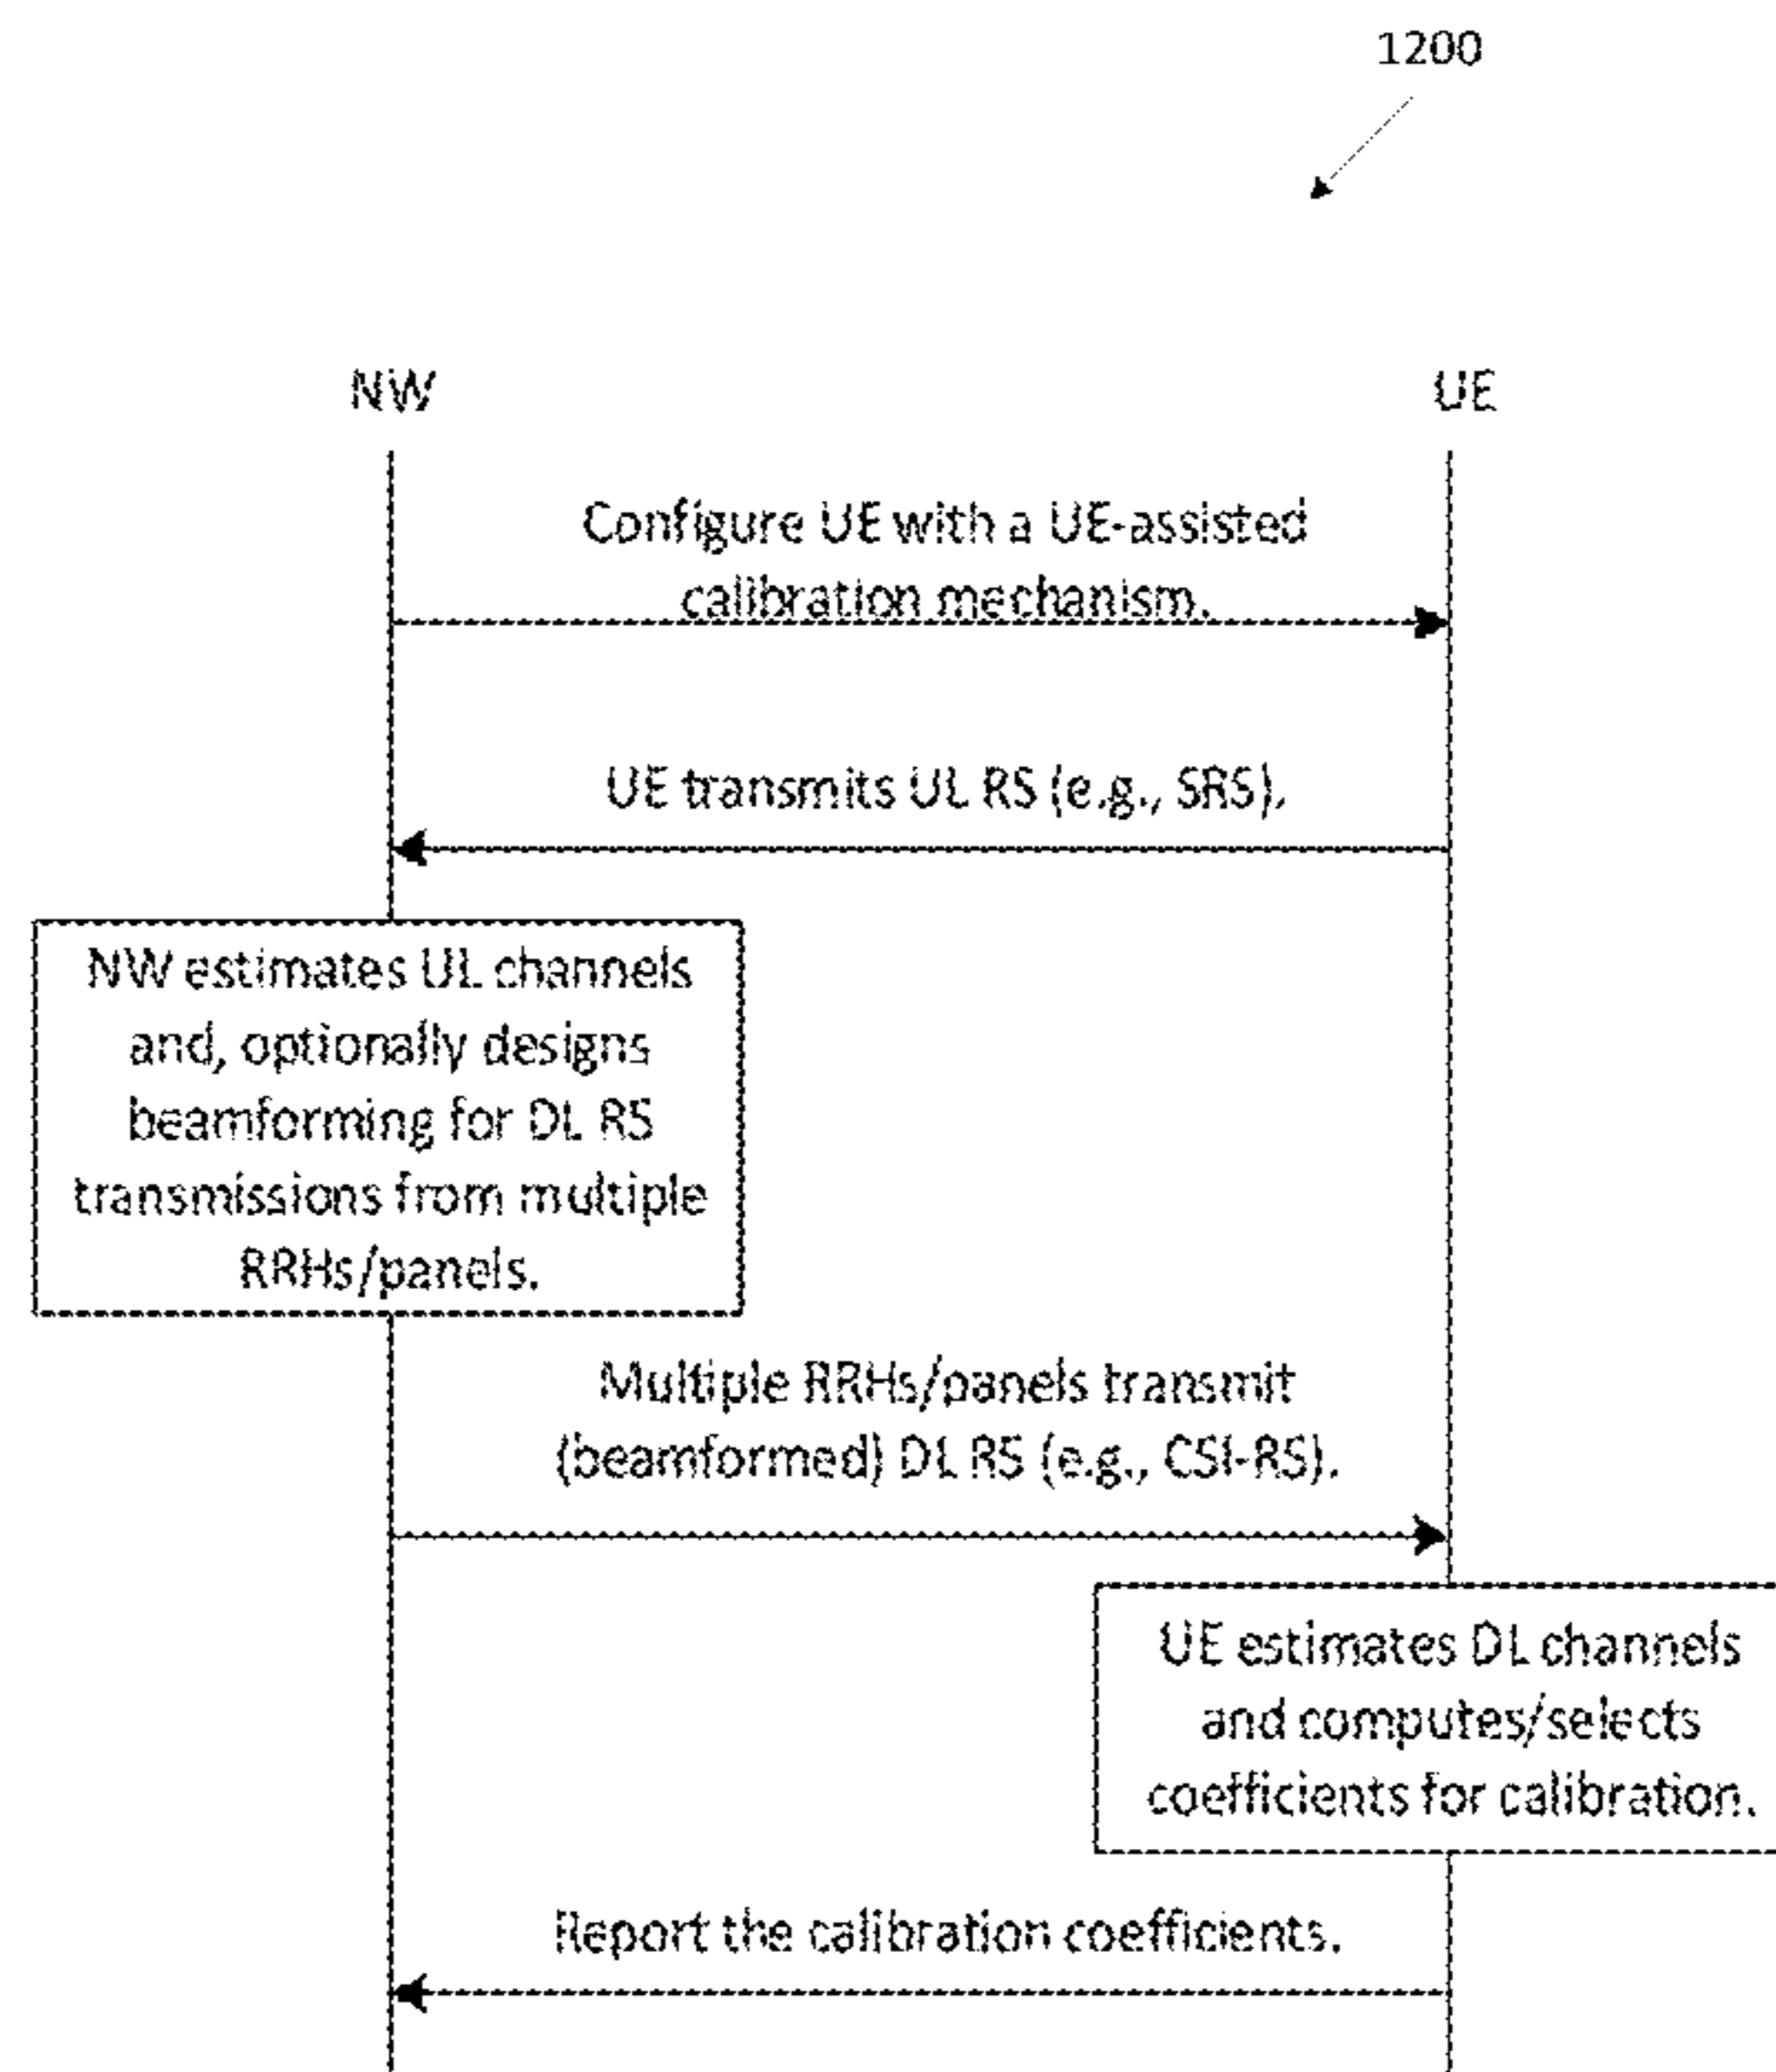 1200
NW
UE
Configure UE with a UE-assisted
calibration mechanism.
UE transmits UL RS (e.g., SRS).
NW estimates UL channels
and, optionally designs
beamforming for DL RS
transmissions from multiple
RRHs/panels.
Multiple RRHs/panels transmit
(beamformed) DL RS (e.g., CSI-RS).
UE estimates DL channels
and computes/selects
coefficients for calibration.
Report the calibration coefficients.